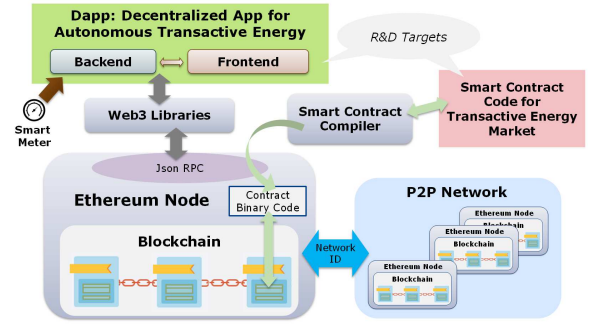 Dapp: Decentralized App for
Autonomous Transactive Energy
Backend
Frontend
R&D Targets
Smart
Meter
Web3 Libraries
Smart Contract
Compiler
Smart Contract
Code for
Transactive Energy
Market
Json RPC
Ethereum Node
Contract
Binary Code
Blockchain
Network
ID
P2P Network
Ethereum Node
Blockchain
Ethereum Node
Blockchain
Ethereum Node
Blockchain